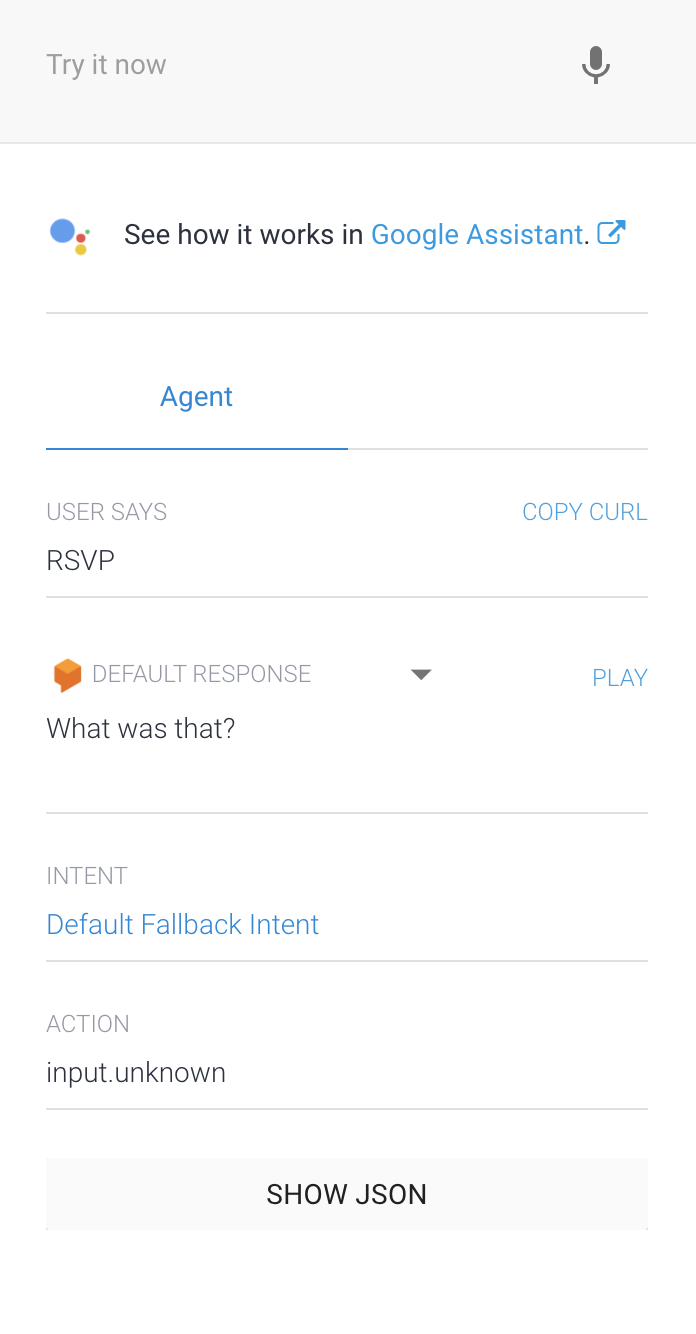 Try it now
See how it works in Google Assistant.
Agent
USER SAYS COPY CURL
RSVP
DEFAULT RESPONSE PLAY
What was that?
INTENT
Default Fallback Intent
ACTION
input.unknown
SHOW JSON